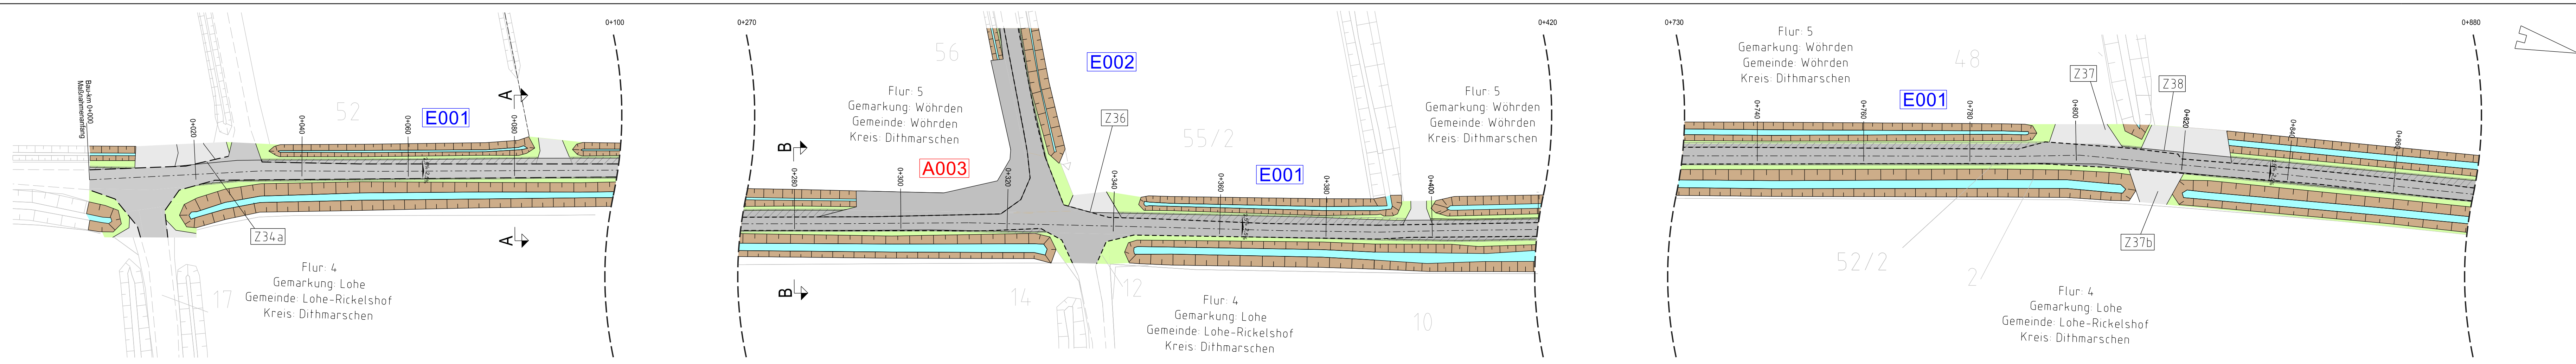 0+100
Bau-km 0+000
Maßnahmenanfang
0+020
0+040
0+060
0+080
52
E001
A
A
Z34a
17
Flur: 4
Gemarkung: Lohe
Gemeinde: Lohe-Rickelshof
Kreis: Dithmarschen
0+270
0+420
56
E002
Flur: 5
Gemarkung: Wöhrden
Gemeinde: Wöhrden
Kreis: Dithmarschen
B
B
A003
Z36
55/2
E001
Flur: 5
Gemarkung: Wöhrden
Gemeinde: Wöhrden
Kreis: Dithmarschen
0+280
0+300
0+320
0+340
0+360
0+380
0+400
14
12
10
Flur: 4
Gemarkung: Lohe
Gemeinde: Lohe-Rickelshof
Kreis: Dithmarschen
0+730
0+880
Flur: 5
Gemarkung: Wöhrden
Gemeinde: Wöhrden
Kreis: Dithmarschen
48
E001
Z37
Z38
0+740
0+760
0+780
0+800
0+820
0+840
0+860
Z37b
52/2
2
Flur: 4
Gemarkung: Lohe
Gemeinde: Lohe-Rickelshof
Kreis: Dithmarschen